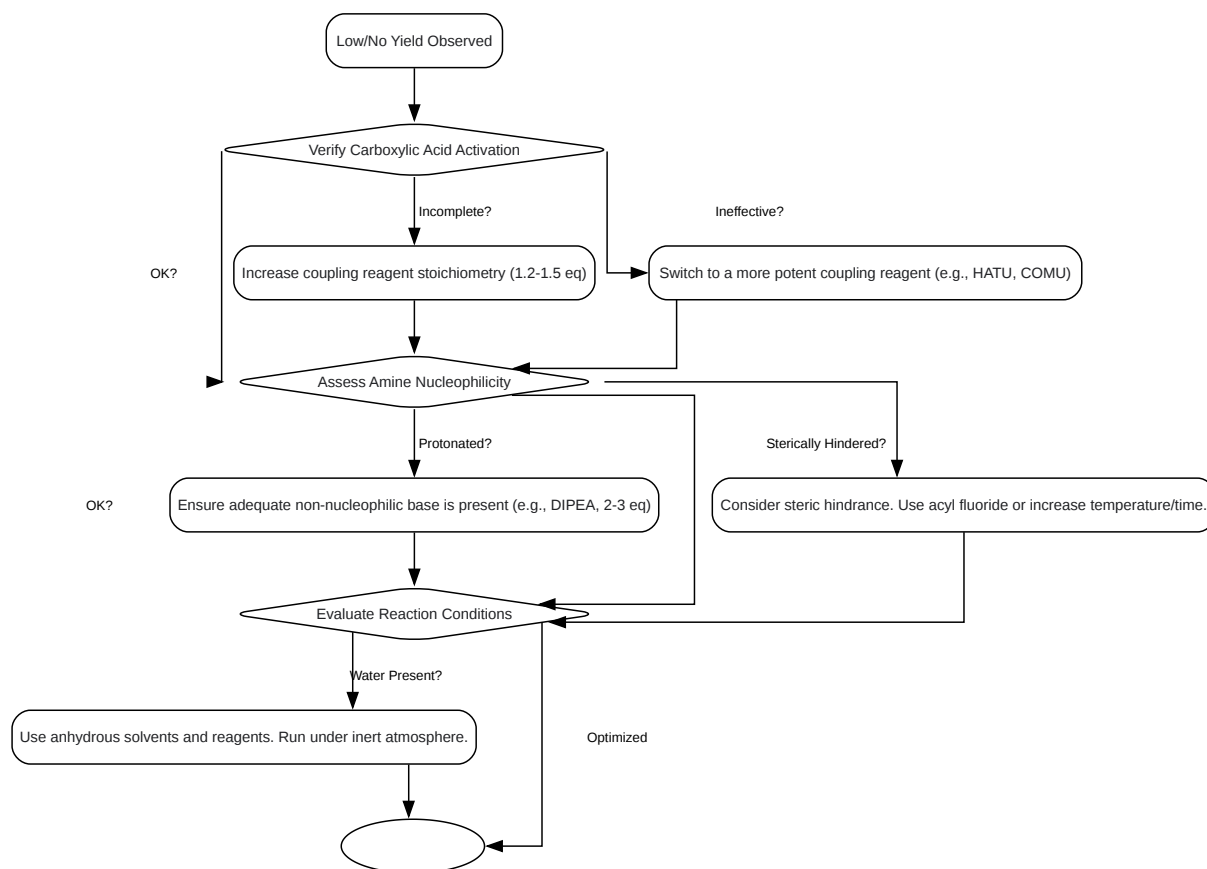 Low/No Yield Observed
Verify Carboxylic Acid Activation
Incomplete?
Ineffective?
OK?
Increase coupling reagent stoichiometry (1.2-1.5 eq)
Switch to a more potent coupling reagent (e.g., HATU, COMU)
Assess Amine Nucleophilicity
Protonated?
Sterically Hindered?
OK?
Ensure adequate non-nucleophilic base is present (e.g., DIPEA, 2-3 eq)
Consider steric hindrance. Use acyl fluoride or increase temperature/time.
Evaluate Reaction Conditions
Water Present?
Use anhydrous solvents and reagents. Run under inert atmosphere.
Optimized